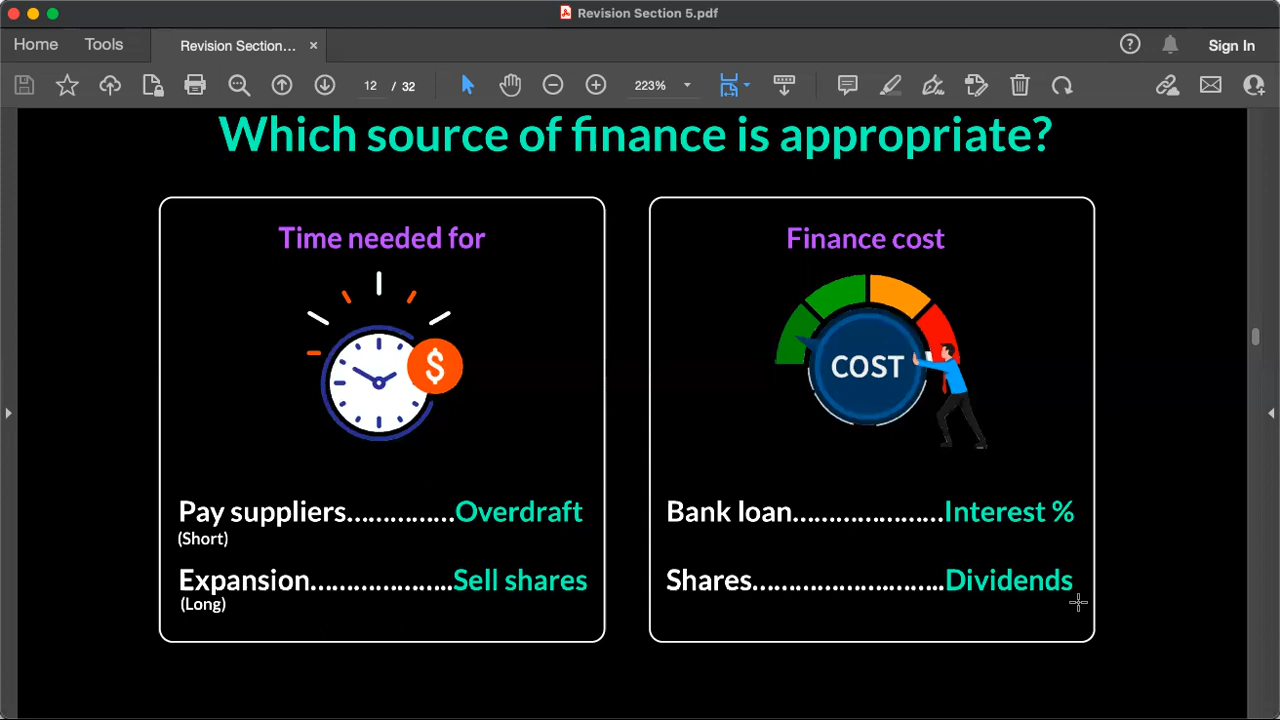 Revision Section 5.pdf
Home Tools Revision Section... × Sign In
12 / 32 223%
Which source of finance is appropriate?
Time needed for
$
Pay suppliers...............Overdraft
(Short)
Expansion....................Sell shares
(Long)
Finance cost
COST
Bank loan.....................Interest %
Shares...........................Dividends